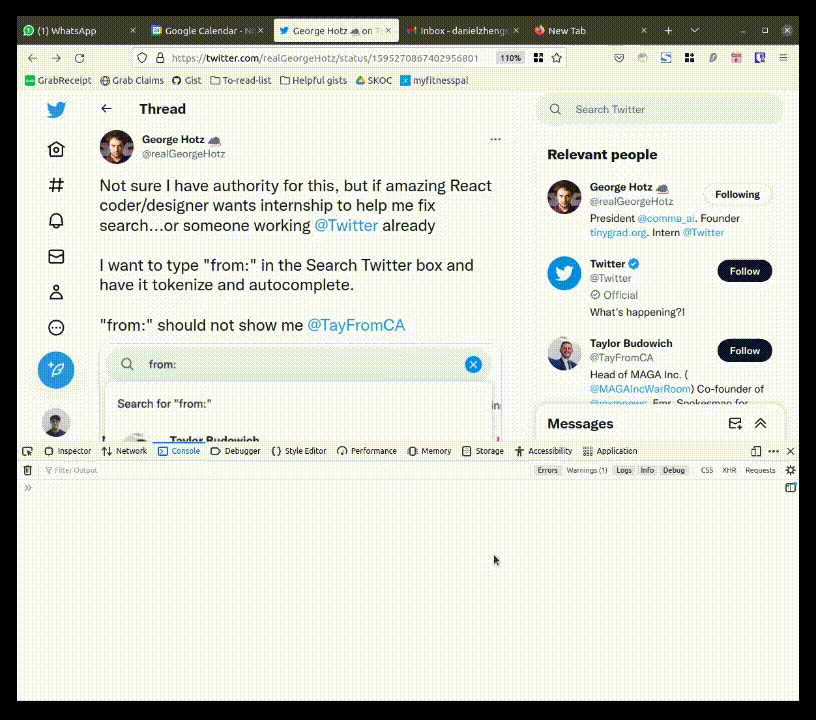 (1) WhatsApp
Google Calendar - No
George Hotz 🐀 on T
Inbox - danielzheng
New Tab
https://twitter.com/realGeorgeHotz/status/1595270867402956801
110%
GrabReceipt
Grab Claims
Gist
To-read-list
Helpful gists
SKOC
myfitnesspal
Thread
Search Twitter
George Hotz 🐀
@realGeorgeHotz
Not sure I have authority for this, but if amazing React
coder/designer wants internship to help me fix
search...or someone working @Twitter already
I want to type "from:" in the Search Twitter box and
have it tokenize and autocomplete.
"from:" should not show me @TayFromCA
from:
Search for "from:"
Taylor Budowich
Relevant people
George Hotz 🐀
@realGeorgeHotz
Following
President @comma_ai. Founder
tinygrad.org. Intern @Twitter
Twitter
@Twitter
Official
Follow
What's happening?!
Taylor Budowich
@TayFromCA
Follow
Head of MAGA Inc. (
@MAGAIncWarRoom) Co-founder of
Messages
Inspector
Network
Console
Debugger
Style Editor
Performance
Memory
Storage
Accessibility
Application
Filter Output
Errors
Warnings (1)
Logs
Info
Debug
CSS
XHR
Requests